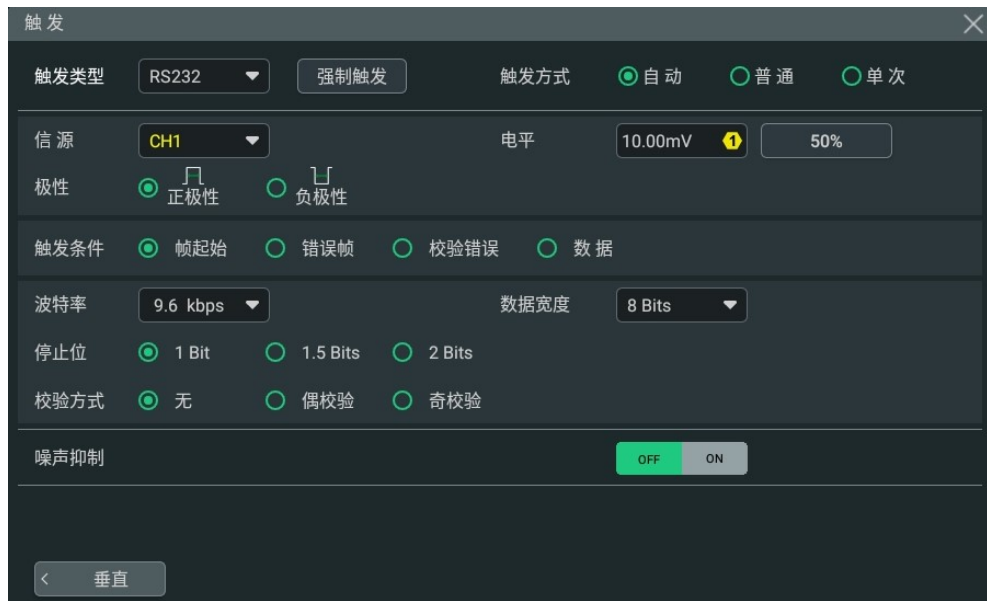 触 发
触发类型 RS232 强制触发 触发方式 自 动 普 通 单 次
信 源 CH1 电平 10.00mV 1 50%
极性 正极性 负极性
触发条件 帧起始 错误帧 校验错误 数 据
波特率 9.6 kbps 数据宽度 8 Bits
停止位 1 Bit 1.5 Bits 2 Bits
校验方式 无 偶校验 奇校验
噪声抑制 OFF ON
< 垂直